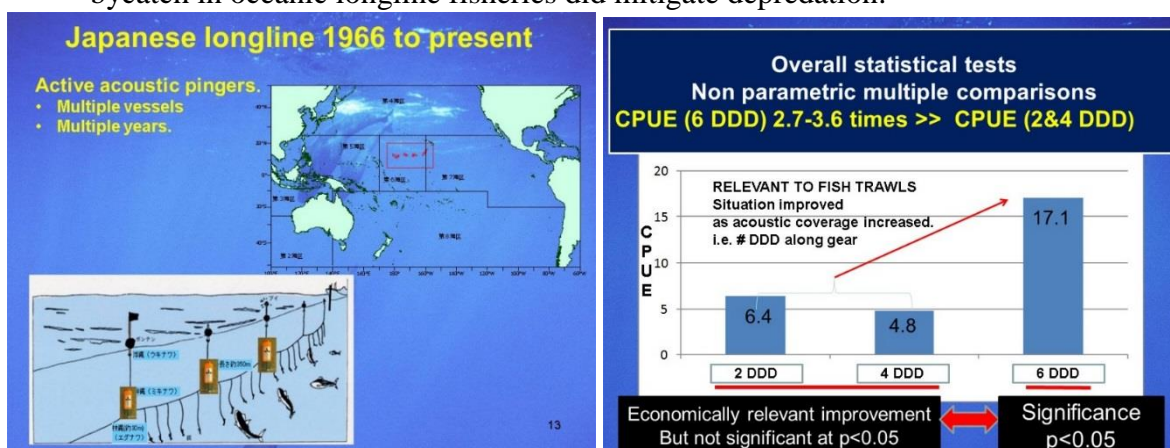 bycatch in oceanic longline fisheries did mitigate depredation.
Japanese longline 1966 to present
Active acoustic pingers.
• Multiple vessels
• Multiple years.
13
Overall statistical tests
Non parametric multiple comparisons
CPUE (6 DDD) 2.7-3.6 times >> CPUE (2&4 DDD)
RELEVANT TO FISH TRAWLS
Situation improved
as acoustic coverage increased.
i.e. # DDD along gear
CPUE
20
15
10
5
0
6.4
4.8
17.1
2 DDD
4 DDD
6 DDD
Economically relevant improvement
But not significant at p<0.05
Significance
p<0.05